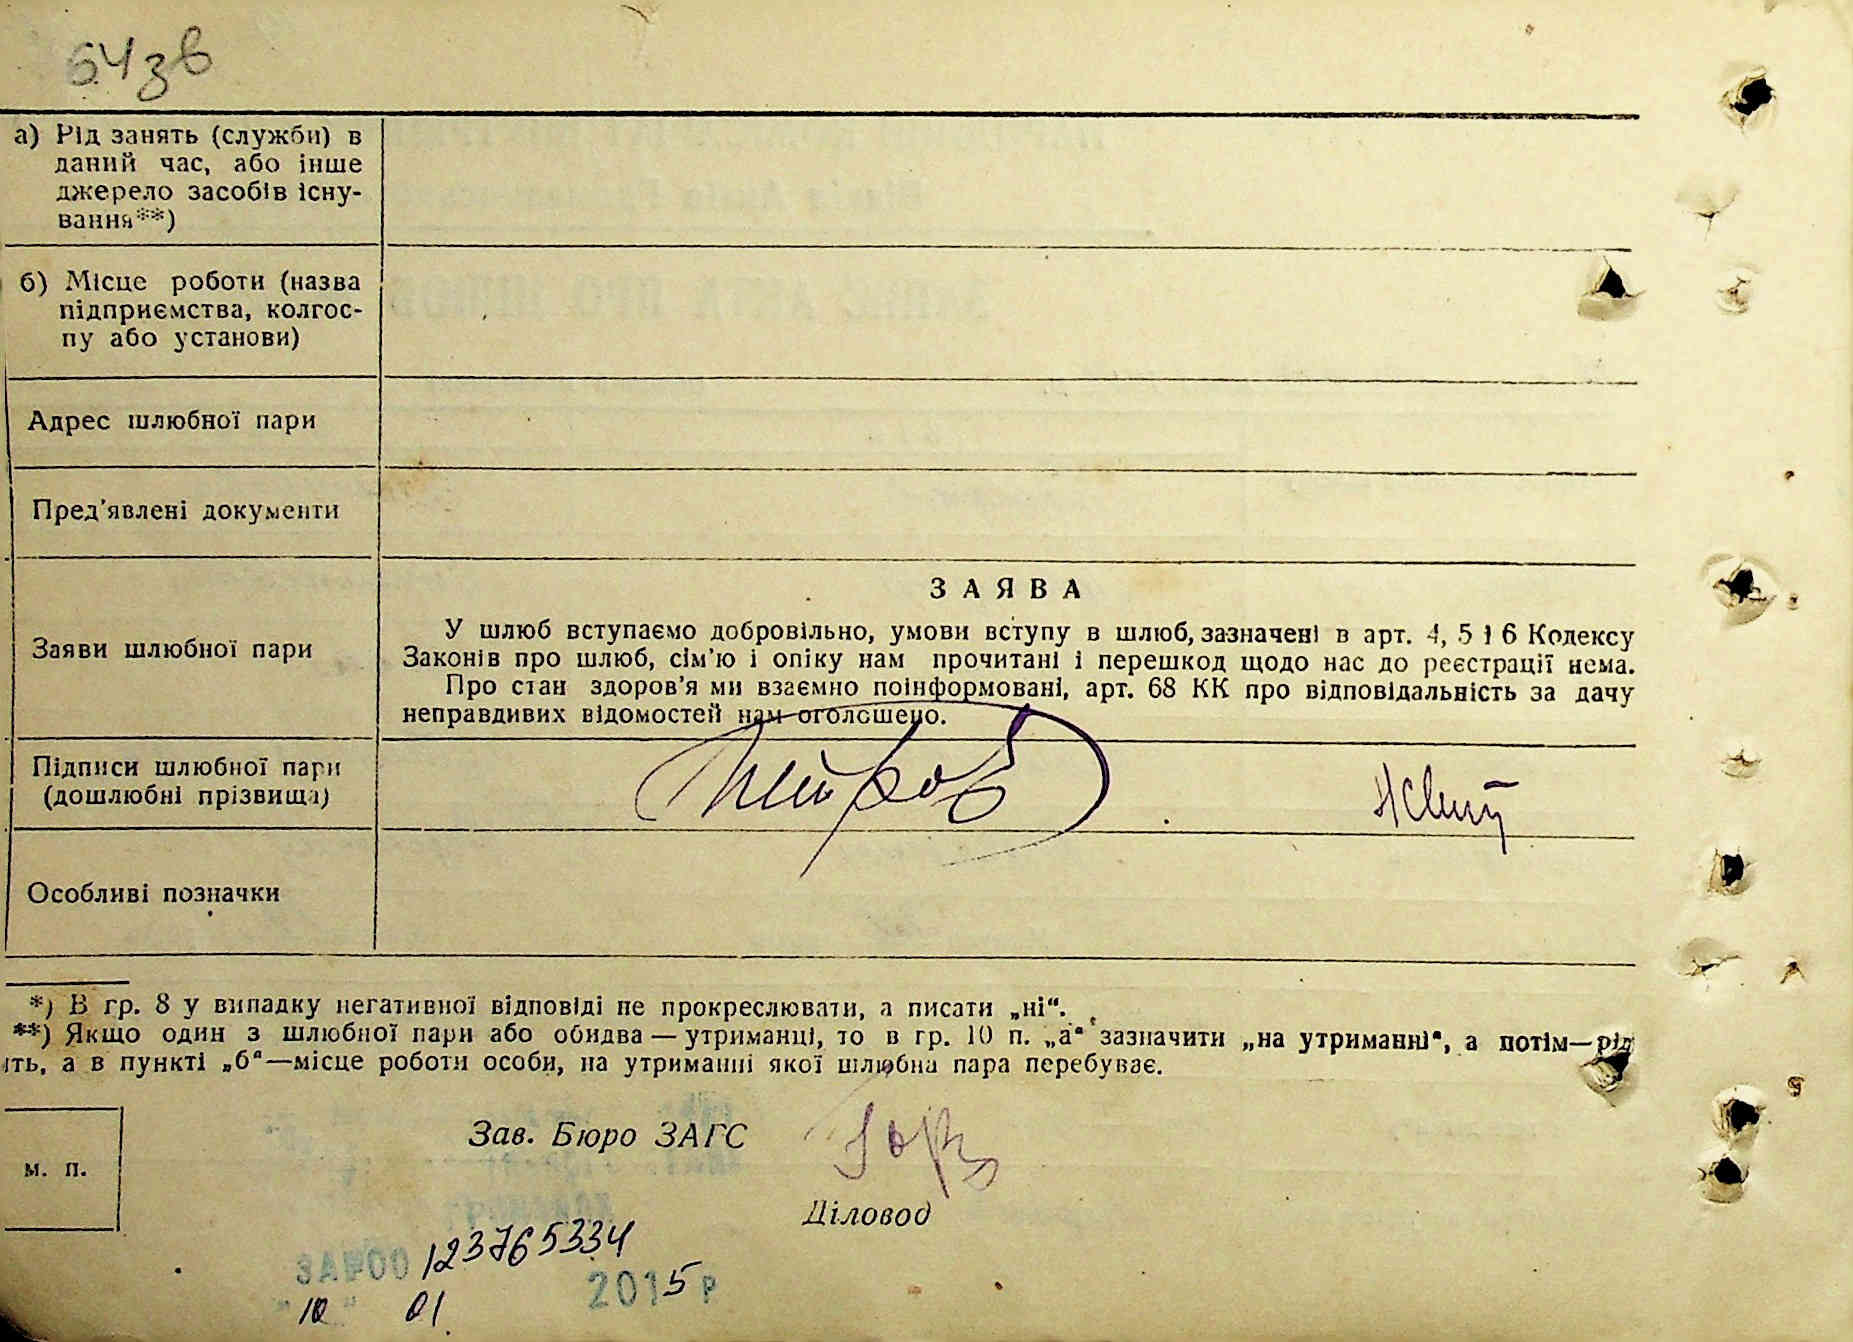 64зв
а) Рід занять (служби) в
даний час, або інше
джерело засобів існу-
вання**)
б) Місце роботи (назва
підприємства, колгос-
пу або установи)
Адрес шлюбної пари
Пред'явлені документи
Заяви шлюбної пари
ЗАЯВА
У шлюб вступаємо добровільно, умови вступу в шлюб, зазначені в арт. 4, 5 і 6 Кодексу
Законів про шлюб, сім'ю і опіку нам прочитані і перешкод щодо нас до реєстрації нема.
Про стан здоров'я ми взаємно поінформовані, арт. 68 КК про відповідальність за дачу
неправдивих відомостей нам оголошено.
Підписи шлюбної пари
(дошлюбні прізвища)
Особливі позначки
*) В гр. 8 у випадку негативної відповіді не прокреслювати, а писати „ні“.
**) Якщо один з шлюбної пари або обидва — утриманці, то в гр. 10 п. „а“ зазначити „на утриманні“, а потім—рід
іть, а в пункті „б“—місце роботи особи, на утриманні якої шлюбна пара перебуває.
м. п.
Зав. Бюро ЗАГС
Діловод
123765334
10 01 2015 р